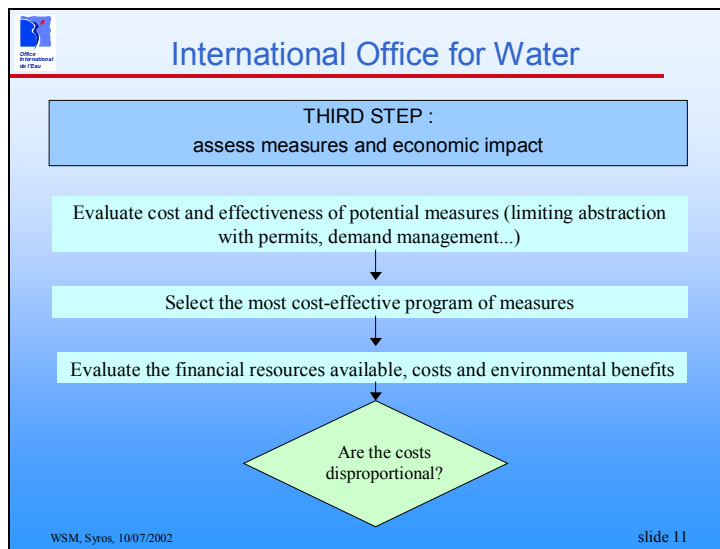 Office
International
de l'Eau
International Office for Water
THIRD STEP :
assess measures and economic impact
Evaluate cost and effectiveness of potential measures (limiting abstraction
with permits, demand management...)
Select the most cost-effective program of measures
Evaluate the financial resources available, costs and environmental benefits
Are the costs
disproportional?
WSM, Syros, 10/07/2002
slide 11